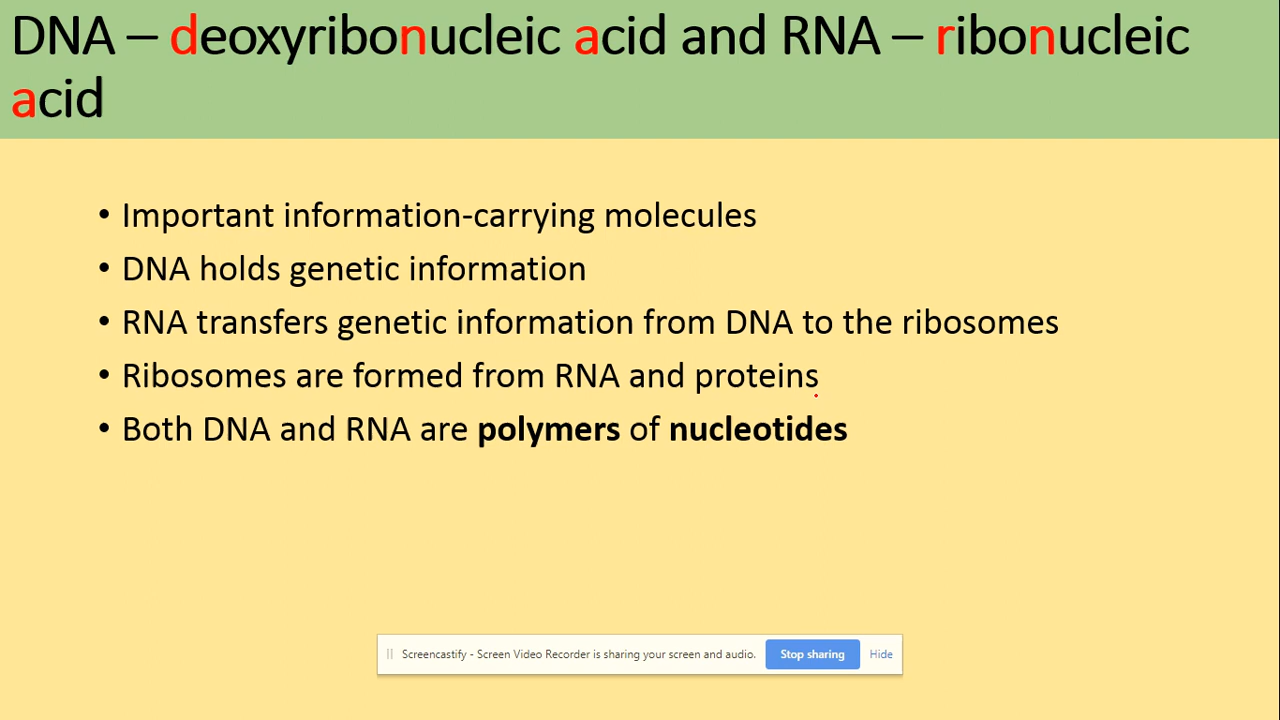 DNA – deoxyribonucleic acid and RNA – ribonucleic
acid
• Important information-carrying molecules
• DNA holds genetic information
• RNA transfers genetic information from DNA to the ribosomes
• Ribosomes are formed from RNA and proteins
• Both DNA and RNA are polymers of nucleotides
Screencastify - Screen Video Recorder is sharing your screen and audio. Stop sharing Hide